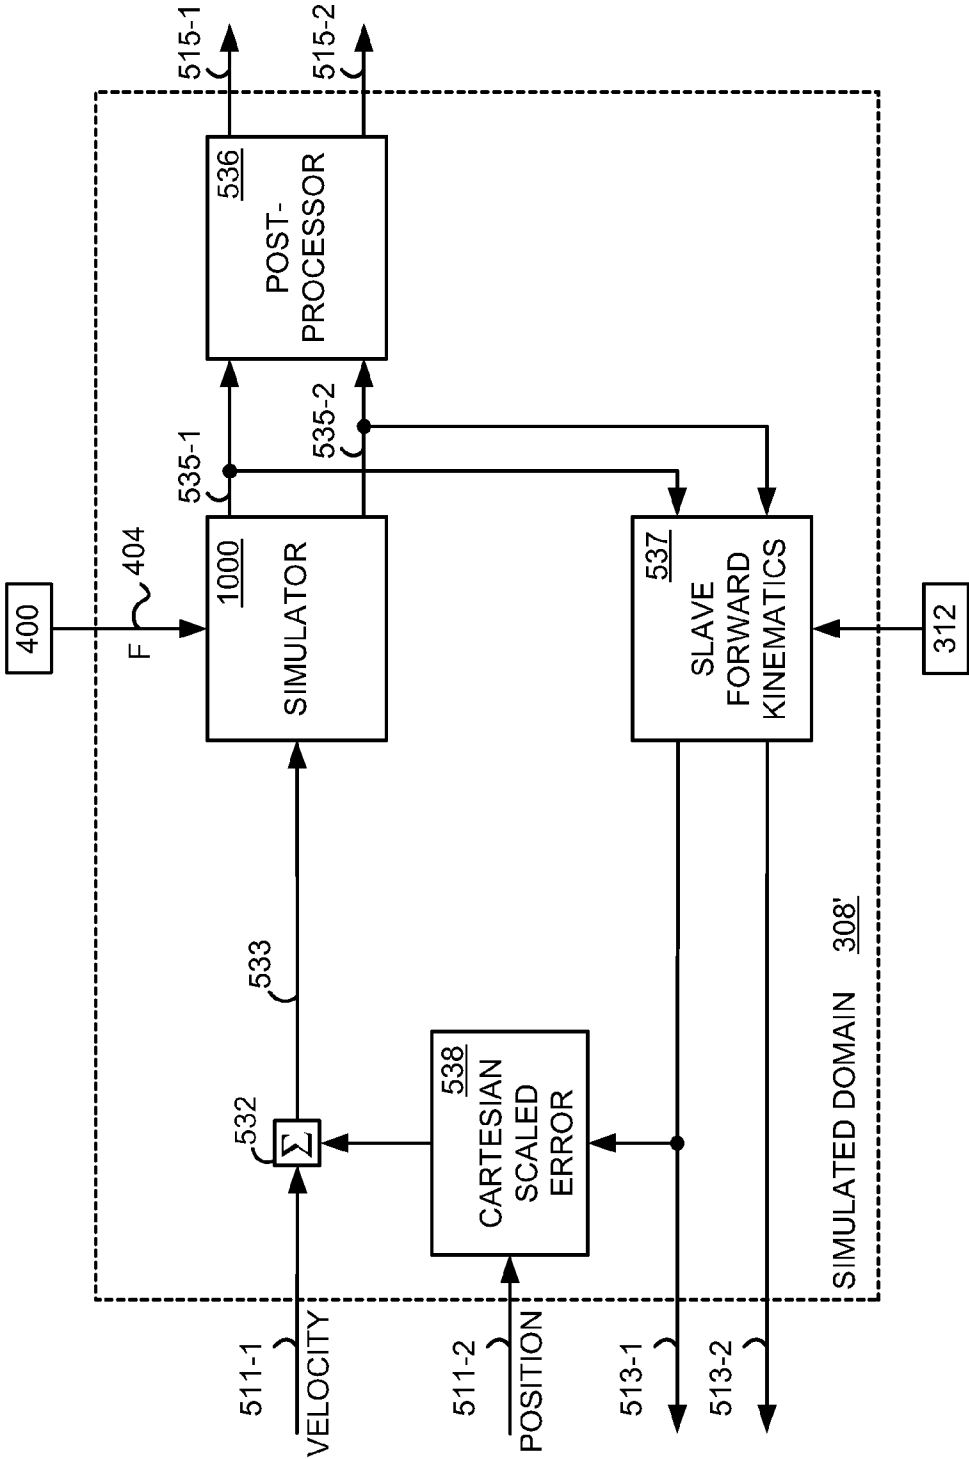 511-1
VELOCITY
532
Σ
533
400
F
404
1000
SIMULATOR
535-1
535-2
536
POST-
PROCESSOR
515-1
515-2
511-2
POSITION
538
CARTESIAN
SCALED
ERROR
537
SLAVE
FORWARD
KINEMATICS
312
513-1
513-2
SIMULATED DOMAIN 308'